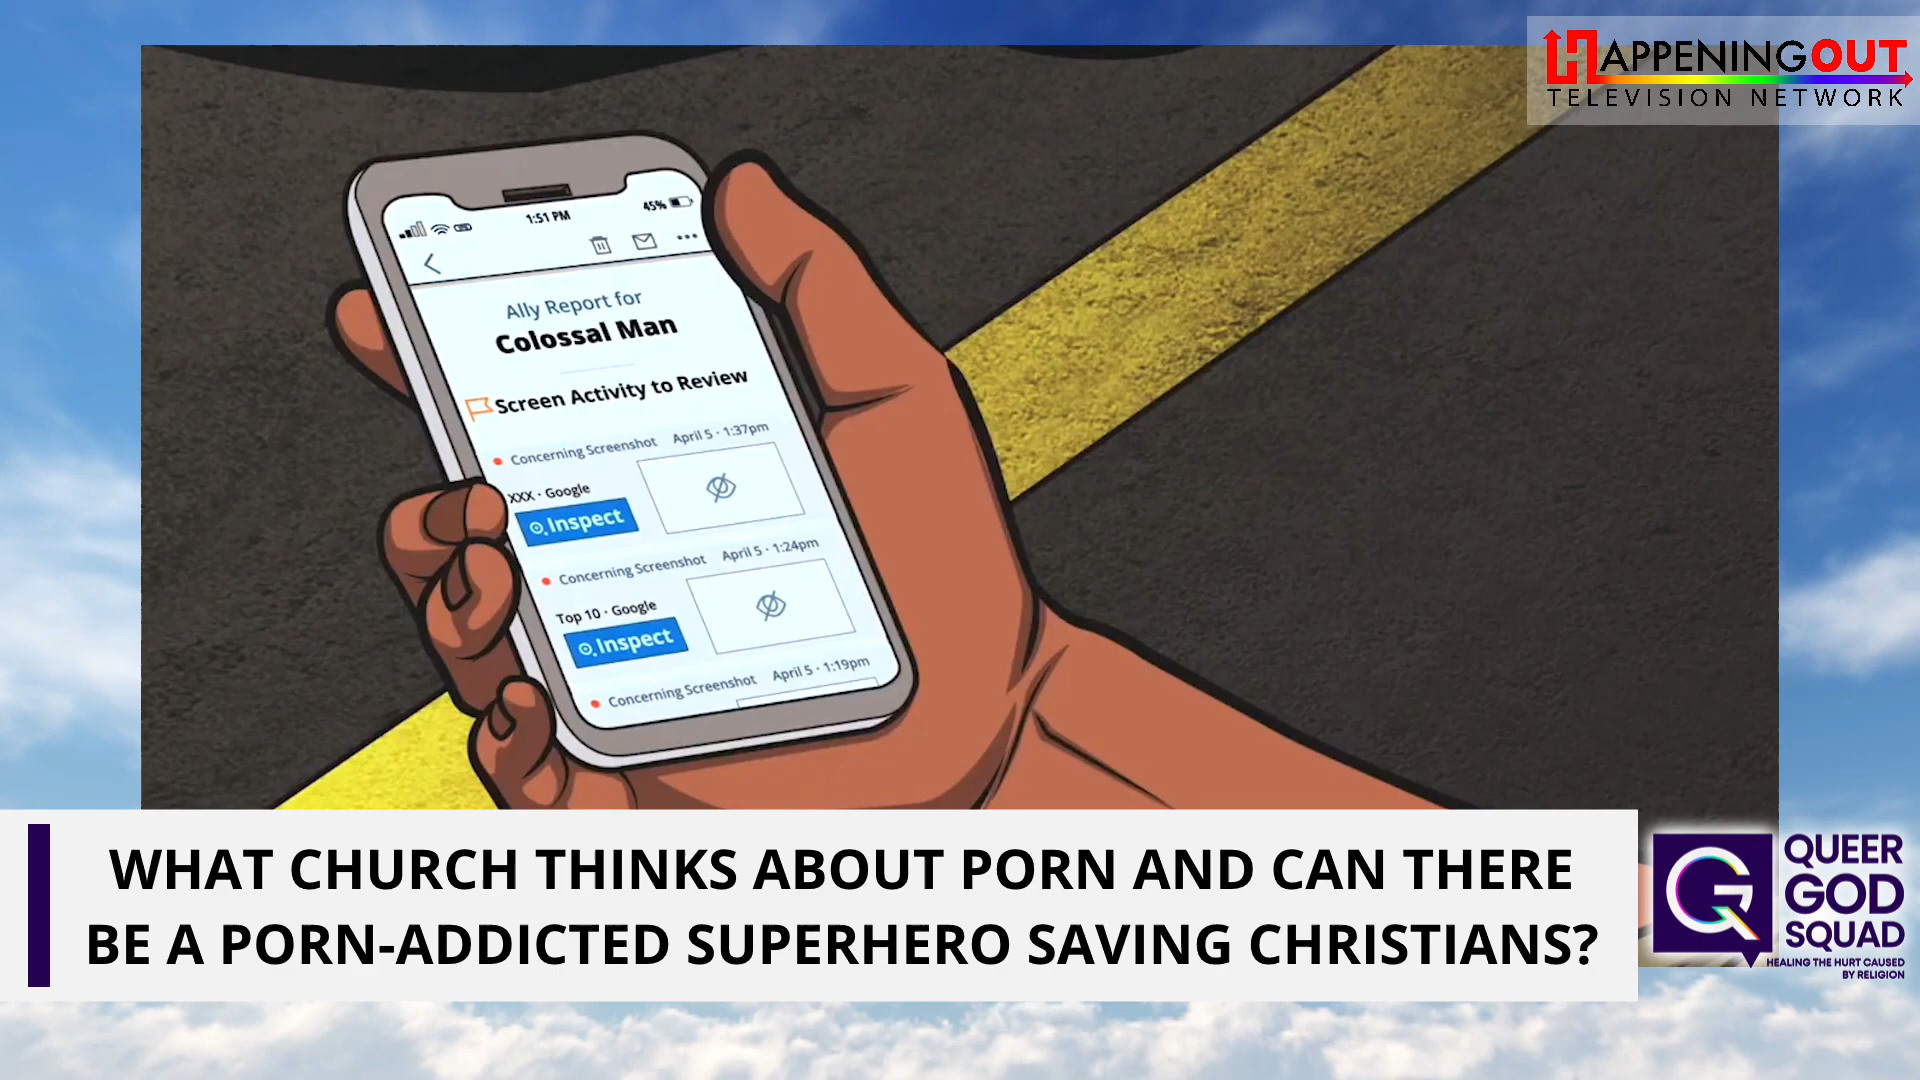 HAPPENINGOUT
TELEVISION NETWORK
1:51 PM
45%
Ally Report for
Colossal Man
Screen Activity to Review
Concerning Screenshot April 5 · 1:37pm
XXX · Google
Inspect
Concerning Screenshot April 5 · 1:24pm
Top 10 · Google
Inspect
Concerning Screenshot April 5 · 1:19pm
WHAT CHURCH THINKS ABOUT PORN AND CAN THERE
BE A PORN-ADDICTED SUPERHERO SAVING CHRISTIANS?
QUEER
GOD
SQUAD
HEALING THE HURT CAUSED
BY RELIGION